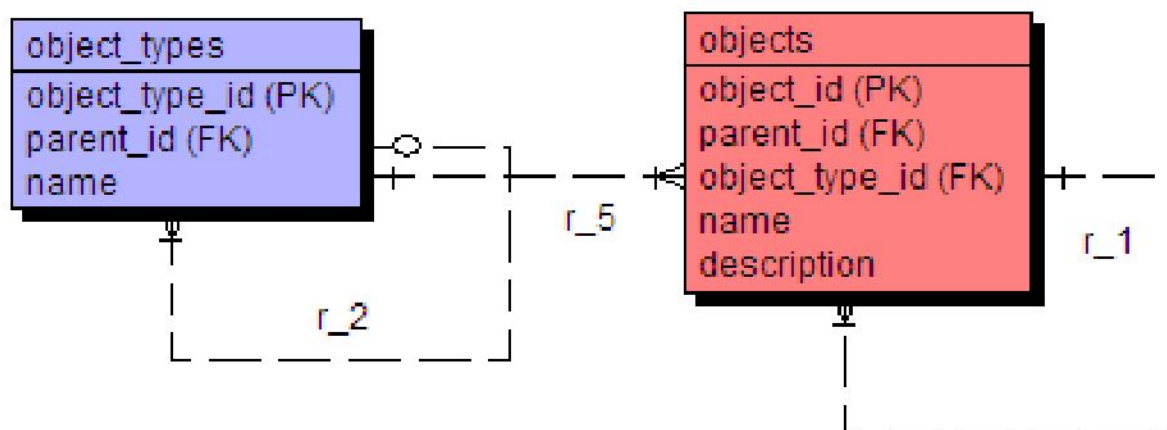 object_types
object_type_id (PK)
parent_id (FK)
name
r_2
r_5
objects
object_id (PK)
parent_id (FK)
object_type_id (FK)
name
description
r_1